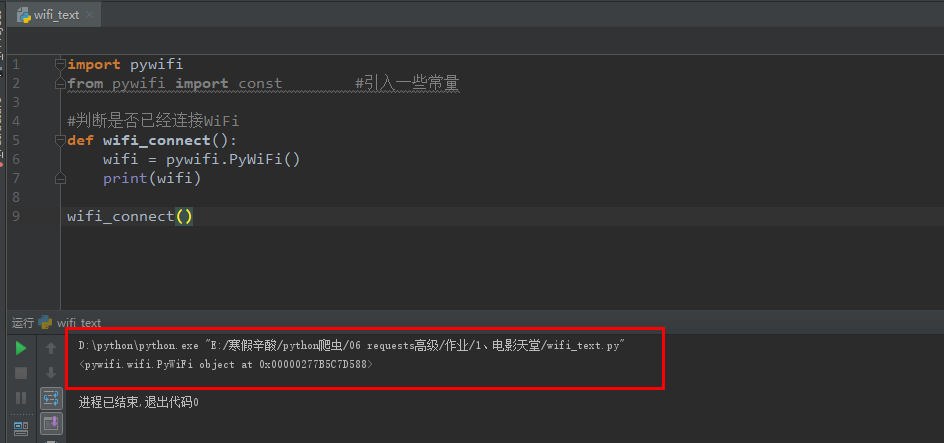 wifi_text
1 import pywifi
2 from pywifi import const #引入一些常量
3
4 #判断是否已经连接WiFi
5 def wifi_connect():
6 wifi = pywifi.PyWiFi()
7 print(wifi)
8
9 wifi_connect()
运行 wifi_text
D:\python\python.exe "E:/寒假辛酸/python爬虫/06 requests高级/作业/1、电影天堂/wifi_text.py"
<pywifi.wifi.PyWiFi object at 0x00000277B5C7D588>
进程已结束,退出代码0